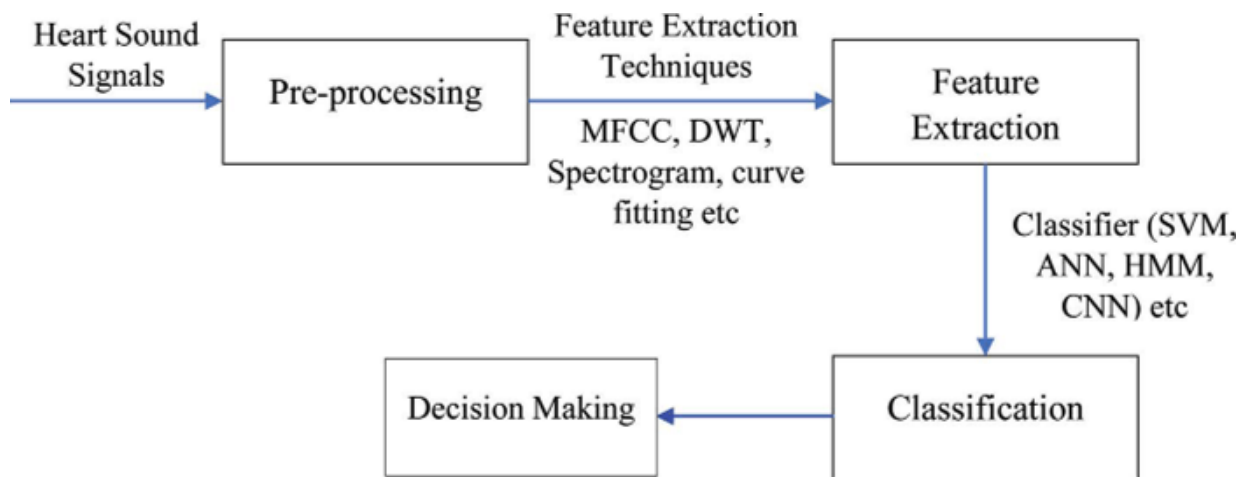 Heart Sound
Signals
Pre-processing
Feature Extraction
Techniques
MFCC, DWT,
Spectrogram, curve
fitting etc
Feature
Extraction
Classifier (SVM,
ANN, HMM,
CNN) etc
Classification
Decision Making